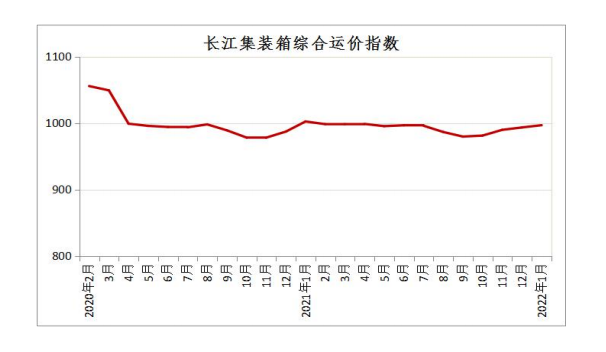 长江集装箱综合运价指数
1100
1000
900
800
2020年2月
3月
4月
5月
6月
7月
8月
9月
10月
11月
12月
2021年1月
2月
3月
4月
5月
6月
7月
8月
9月
10月
11月
12月
2022年1月